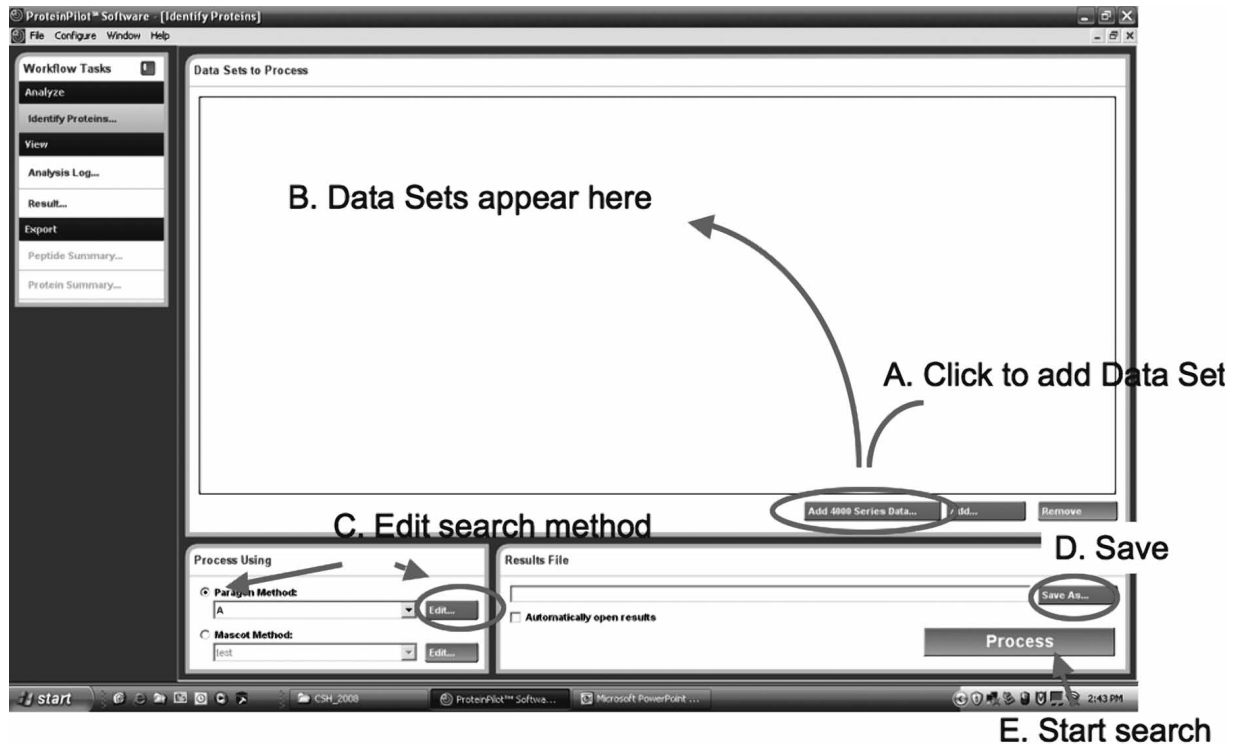 ProteinPilot™ Software - [Identify Proteins]
File Configure Window Help
Workflow Tasks
Analyze
Identify Proteins...
View
Analysis Log...
Result...
Export
Peptide Summary...
Protein Summary...
Data Sets to Process
B. Data Sets appear here
A. Click to add Data Set
Add 4000 Series Data...
Remove
C. Edit search method
D. Save
Process Using
Paragon Method:
A
Edit...
Mascot Method:
test
Edit...
Results File
Save As...
Automatically open results
Process
start
CSH_2008
ProteinPilot™ Softwa...
Microsoft PowerPoint ...
2:43 PM
E. Start search